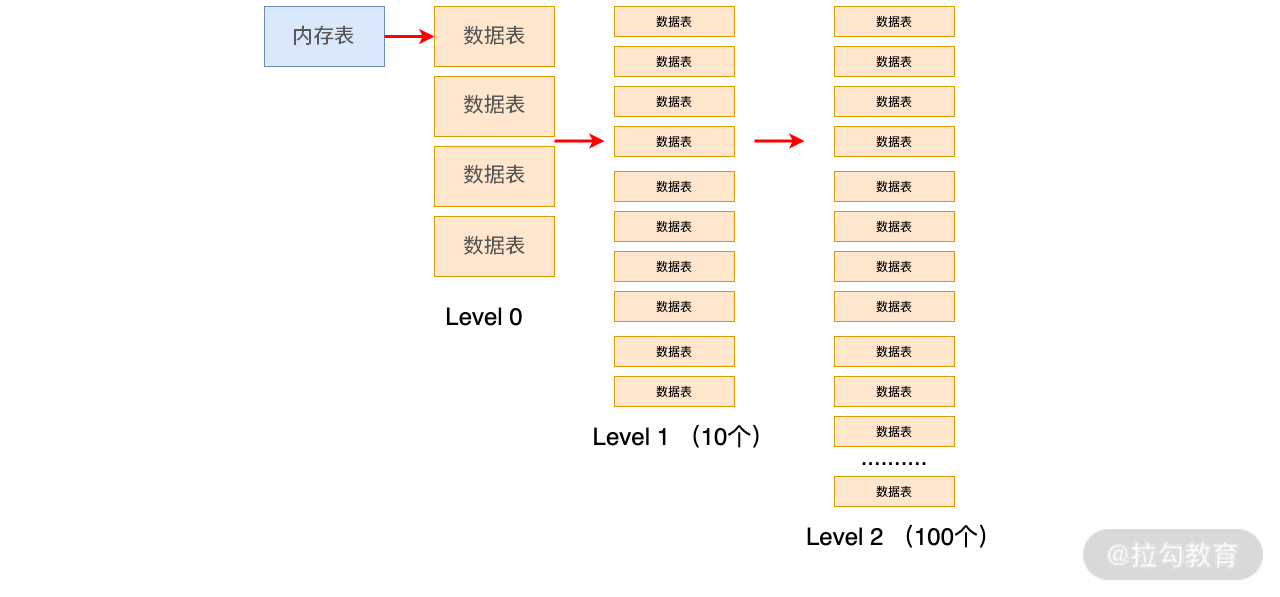 内存表
数据表
数据表
数据表
数据表
Level 0
数据表
数据表
数据表
数据表
数据表
数据表
数据表
数据表
数据表
数据表
Level 1 （10个）
数据表
数据表
数据表
数据表
数据表
数据表
数据表
数据表
数据表
数据表
数据表
..........
数据表
Level 2 （100个）
@拉勾教育